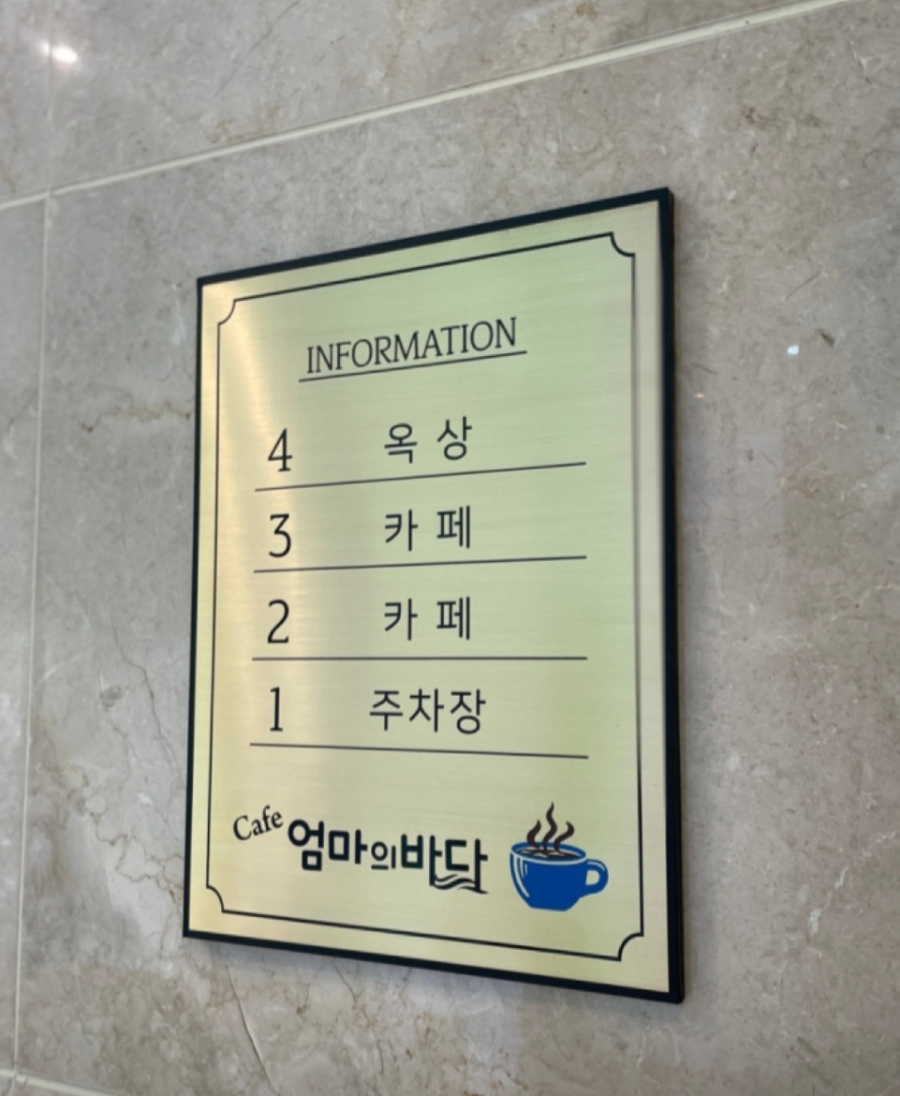 INFORMATION
4 옥 상
3 카 페
2 카 페
1 주차장
Cafe 엄마의바다